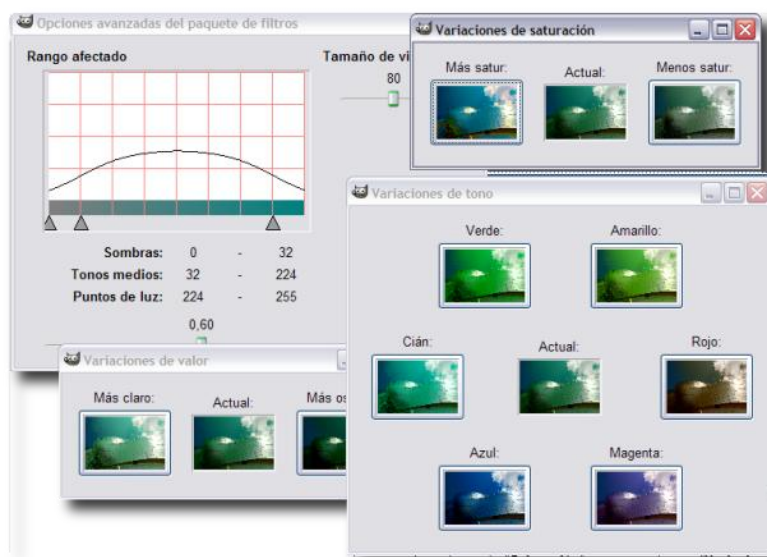 Opciones avanzadas del paquete de filtros
Rango afectado
Tamaño de vi
80
Sombras: 0 - 32
Tonos medios: 32 - 224
Puntos de luz: 224 - 255
0,60
Variaciones de saturación
Más satur:
Actual:
Menos satur:
Variaciones de valor
Más claro:
Actual:
Más os
Variaciones de tono
Verde:
Amarillo:
Cián:
Actual:
Rojo:
Azul:
Magenta: